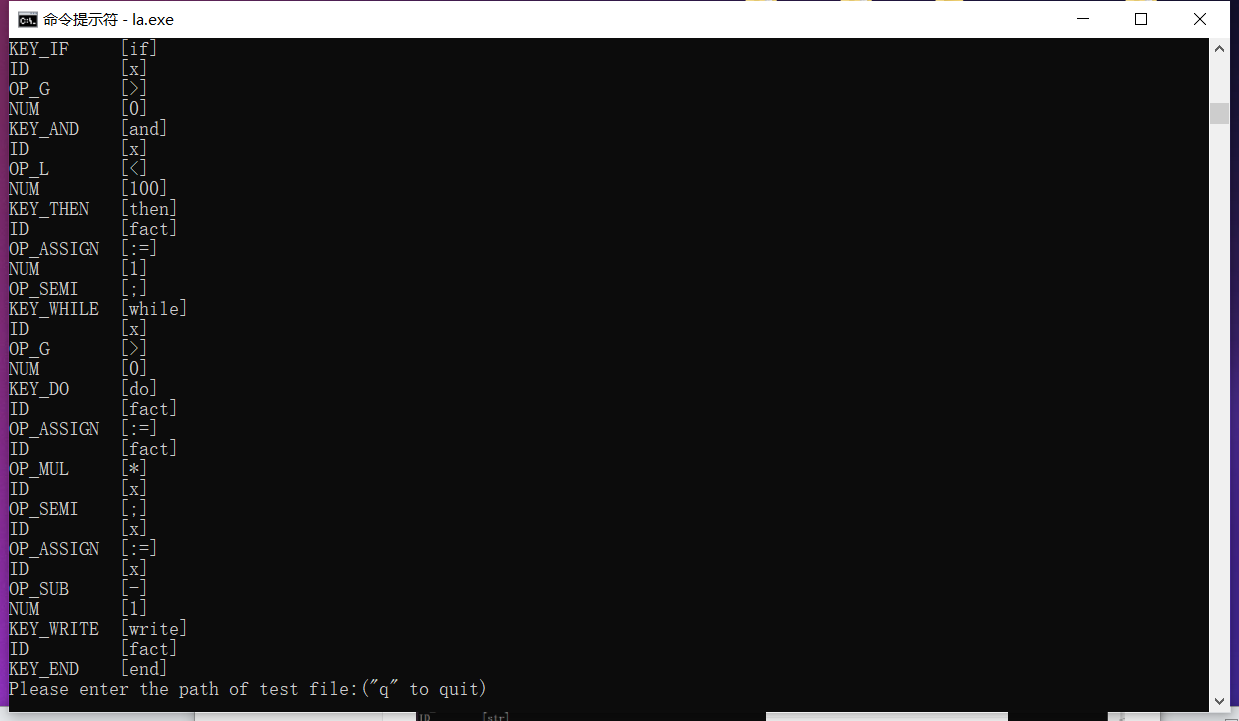 命令提示符 - la.exe
KEY_IF [if]
ID [x]
OP_G [>]
NUM [0]
KEY_AND [and]
ID [x]
OP_L [<]
NUM [100]
KEY_THEN [then]
ID [fact]
OP_ASSIGN [:=]
NUM [1]
OP_SEMI [;]
KEY_WHILE [while]
ID [x]
OP_G [>]
NUM [0]
KEY_DO [do]
ID [fact]
OP_ASSIGN [:=]
ID [fact]
OP_MUL [*]
ID [x]
OP_SEMI [;]
ID [x]
OP_ASSIGN [:=]
ID [x]
OP_SUB [-]
NUM [1]
KEY_WRITE [write]
ID [fact]
KEY_END [end]
Please enter the path of test file:("q" to quit)
ID [str]